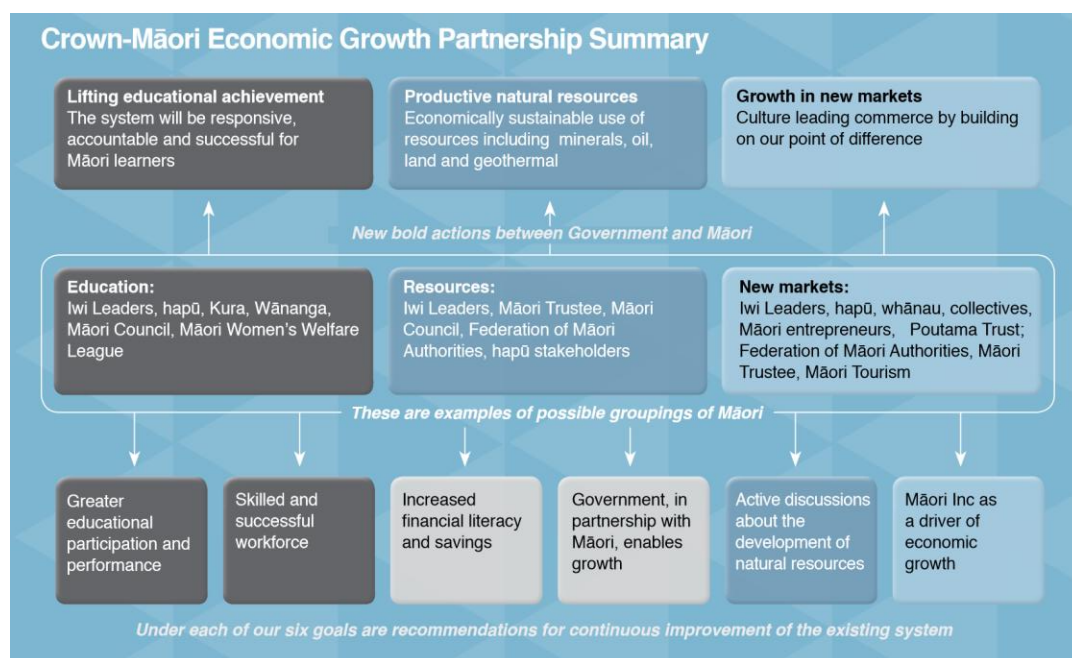 Crown-Māori Economic Growth Partnership Summary
Lifting educational achievement
The system will be responsive,
accountable and successful for
Māori learners
Productive natural resources
Economically sustainable use of
resources including minerals, oil,
land and geothermal
Growth in new markets
Culture leading commerce by building
on our point of difference
New bold actions between Government and Māori
Education:
Iwi Leaders, hapū, Kura, Wānanga,
Māori Council, Māori Women's Welfare
League
Resources:
Iwi Leaders, Māori Trustee, Māori
Council, Federation of Māori
Authorities, hapū stakeholders
New markets:
Iwi Leaders, hapū, whānau, collectives,
Māori entrepreneurs, Poutama Trust;
Federation of Māori Authorities, Māori
Trustee, Māori Tourism
These are examples of possible groupings of Māori
Greater
educational
participation and
performance
Skilled and
successful
workforce
Increased
financial literacy
and savings
Government, in
partnership with
Māori, enables
growth
Active discussions
about the
development of
natural resources
Māori Inc as
a driver of
economic
growth
Under each of our six goals are recommendations for continuous improvement of the existing system